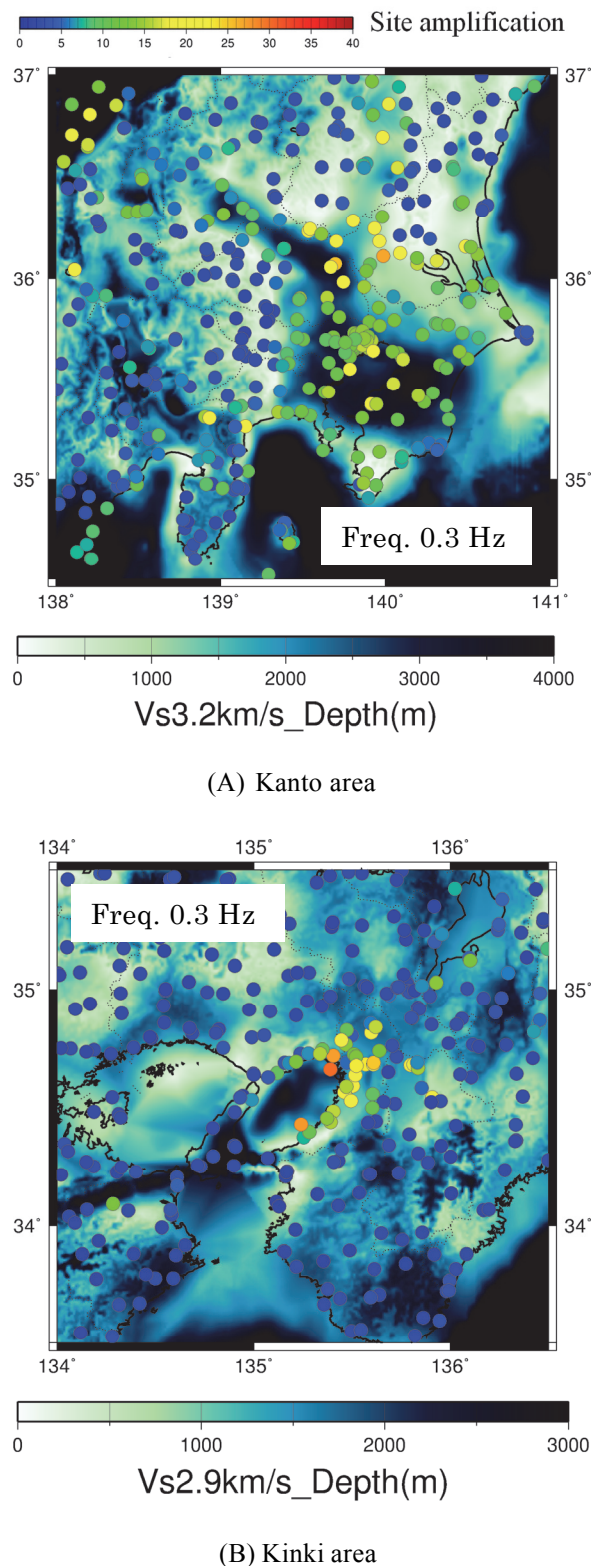 Site amplification
0 5 10 15 20 25 30 35 40
37° 37°
36° 36°
35° 35°
Freq. 0.3 Hz
138 139 140 141°
0 1000 2000 3000 4000
Vs3.2km/s_Depth(m)
(A) Kanto area
134° 135° 136°
Freq. 0.3 Hz
35° 35°
34° 34°
134° 135° 136°
0 1000 2000 3000
Vs2.9km/s_Depth(m)
(B) Kinki area